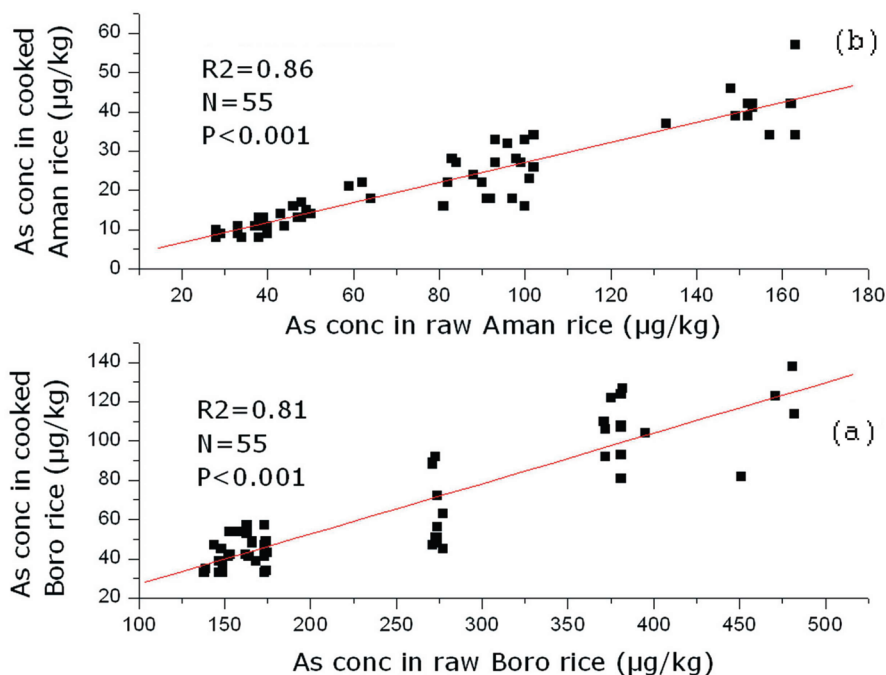 As conc in cooked
Aman rice (µg/kg)
60
50
40
30
20
10
0
R2=0.86
N=55
P<0.001
(b)
20 40 60 80 100 120 140 160 180
As conc in raw Aman rice (µg/kg)
As conc in cooked
Boro rice (µg/kg)
140
120
100
80
60
40
20
R2=0.81
N=55
P<0.001
(a)
100 150 200 250 300 350 400 450 500
As conc in raw Boro rice (µg/kg)